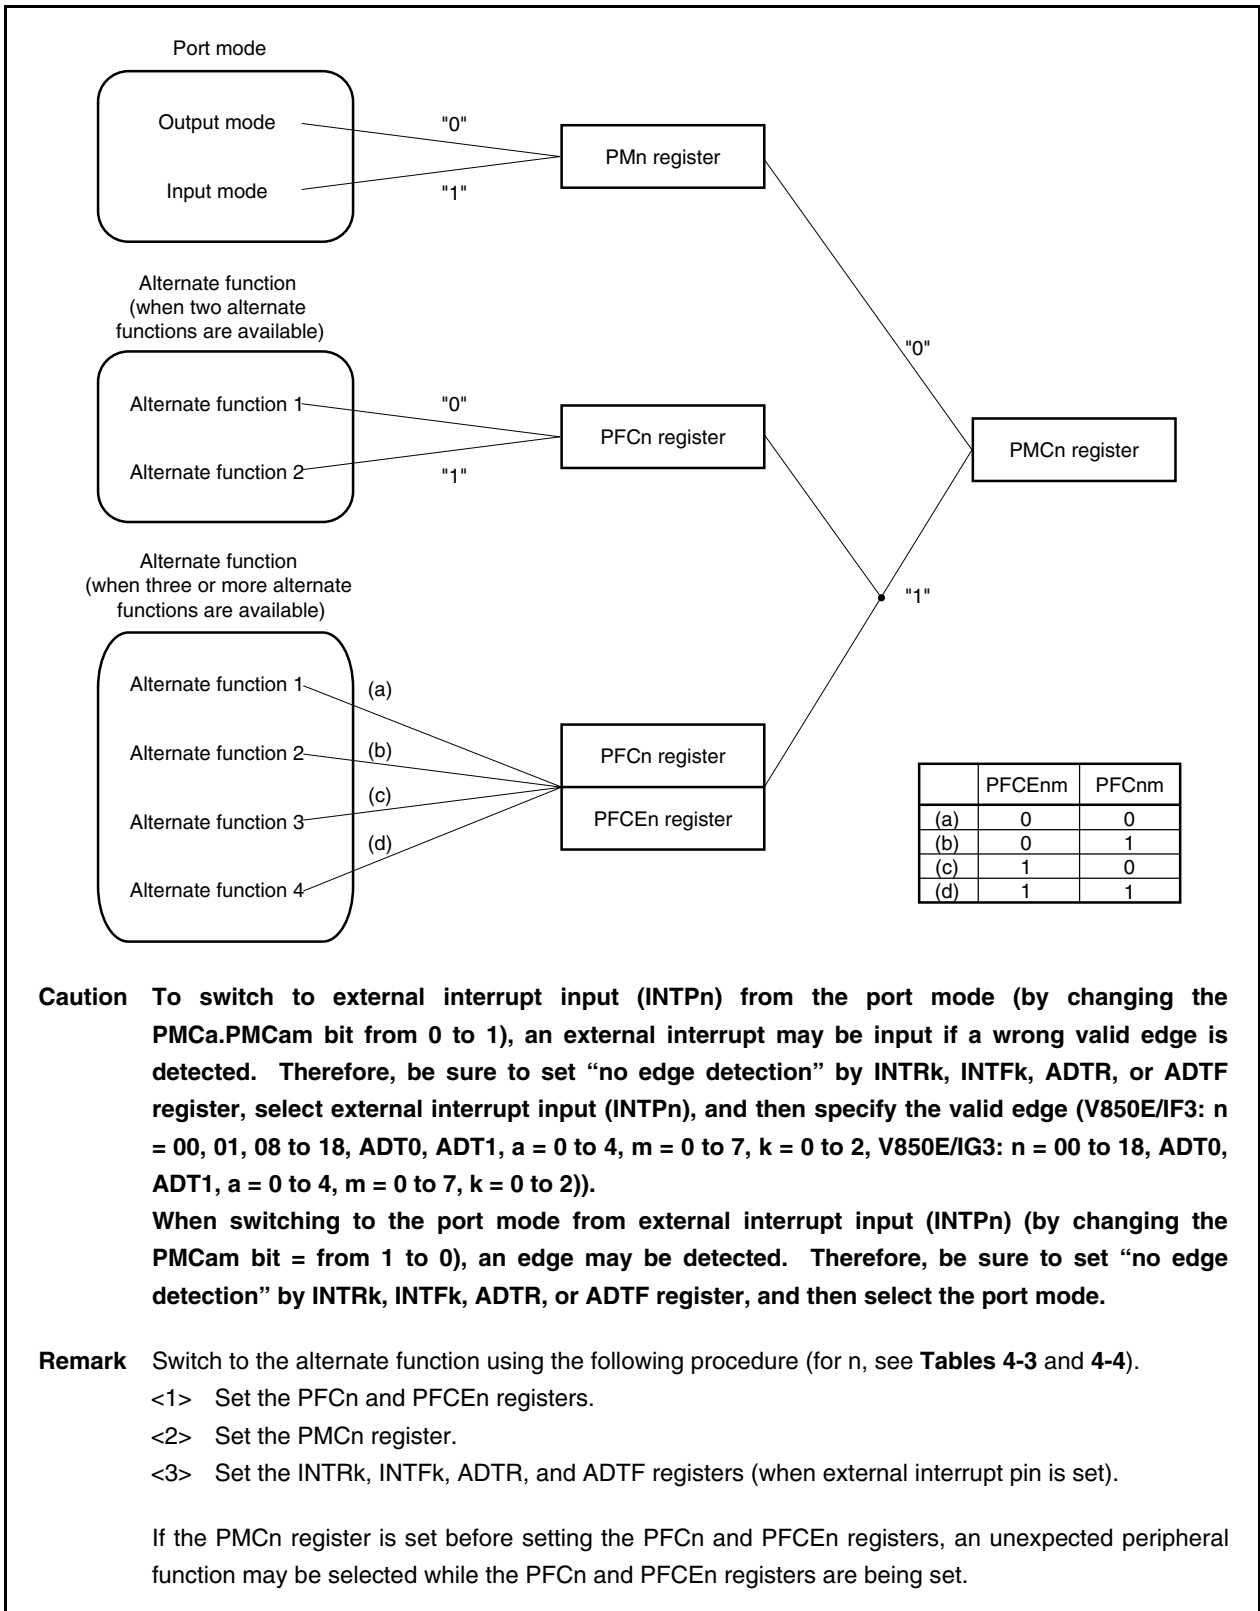 Port mode
Output mode
"0"
PMn register
Input mode
"1"
Alternate function
(when two alternate
functions are available)
"0"
Alternate function 1
"0"
PFCn register
PMCn register
Alternate function 2
"1"
Alternate function
(when three or more alternate
functions are available)
"1"
Alternate function 1
(a)
Alternate function 2
(b)
PFCn register
(c)
Alternate function 3
PFCEn register
(d)
Alternate function 4
PFCEnm PFCnm
(a) 0 0
(b) 0 1
(c) 1 0
(d) 1 1
Caution To switch to external interrupt input (INTPn) from the port mode (by changing the
PMCa.PMCam bit from 0 to 1), an external interrupt may be input if a wrong valid edge is
detected. Therefore, be sure to set “no edge detection” by INTRk, INTFk, ADTR, or ADTF
register, select external interrupt input (INTPn), and then specify the valid edge (V850E/IF3: n
= 00, 01, 08 to 18, ADT0, ADT1, a = 0 to 4, m = 0 to 7, k = 0 to 2, V850E/IG3: n = 00 to 18, ADT0,
ADT1, a = 0 to 4, m = 0 to 7, k = 0 to 2)).
When switching to the port mode from external interrupt input (INTPn) (by changing the
PMCam bit = from 1 to 0), an edge may be detected. Therefore, be sure to set “no edge
detection” by INTRk, INTFk, ADTR, or ADTF register, and then select the port mode.
Remark Switch to the alternate function using the following procedure (for n, see Tables 4-3 and 4-4).
<1> Set the PFCn and PFCEn registers.
<2> Set the PMCn register.
<3> Set the INTRk, INTFk, ADTR, and ADTF registers (when external interrupt pin is set).
If the PMCn register is set before setting the PFCn and PFCEn registers, an unexpected peripheral
function may be selected while the PFCn and PFCEn registers are being set.